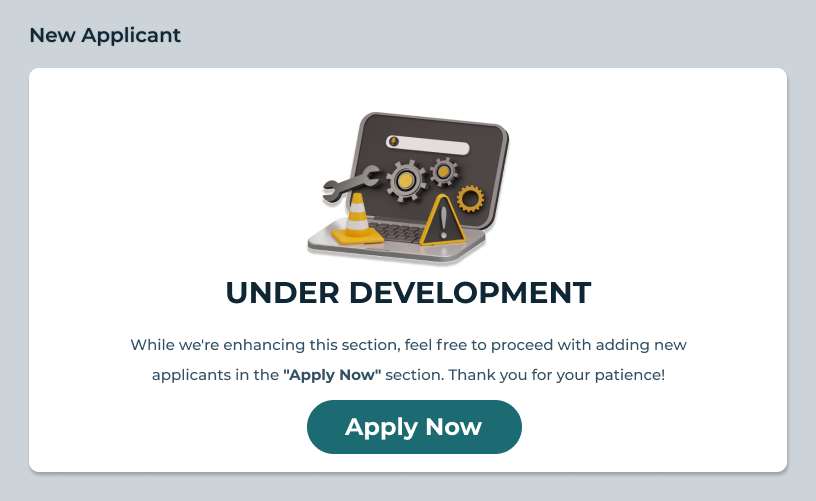 New Applicant
UNDER DEVELOPMENT
While we're enhancing this section, feel free to proceed with adding new
applicants in the "Apply Now" section. Thank you for your patience!
Apply Now